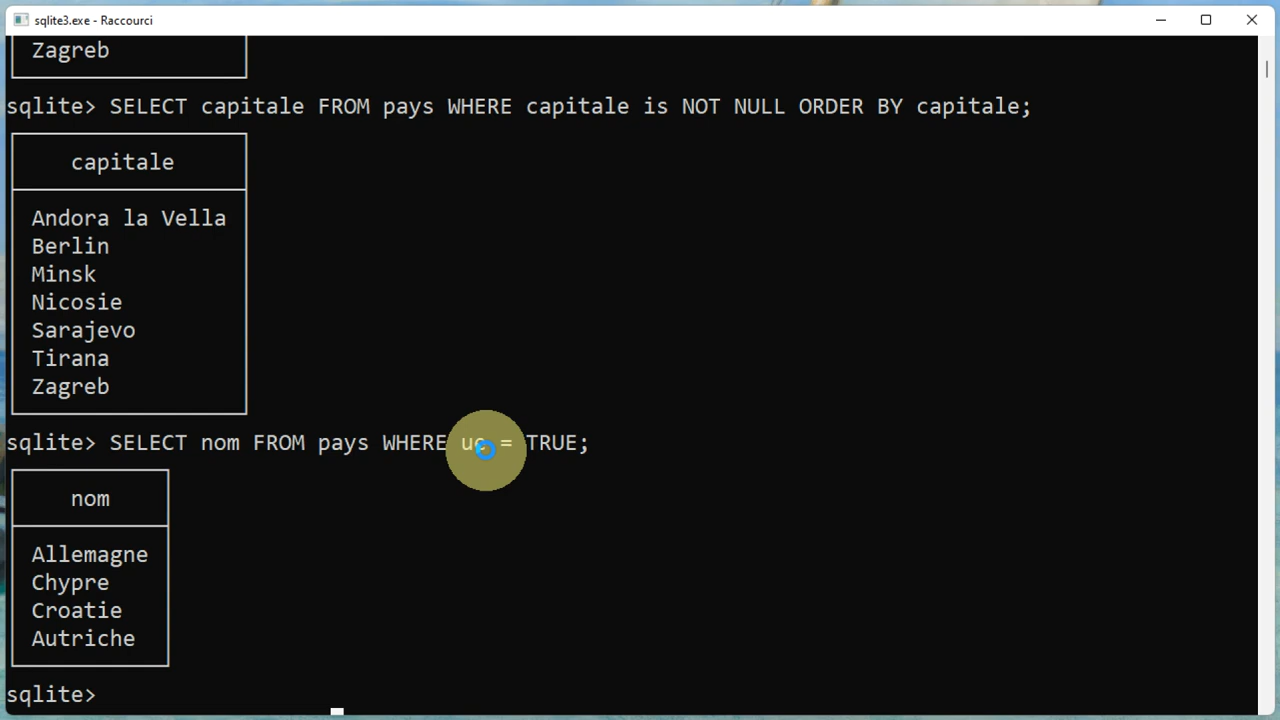 sqlite3.exe - Raccourci
Zagreb
sqlite> SELECT capitale FROM pays WHERE capitale is NOT NULL ORDER BY capitale;
capitale
Andora la Vella
Berlin
Minsk
Nicosie
Sarajevo
Tirana
Zagreb
sqlite> SELECT nom FROM pays WHERE ue = TRUE;
nom
Allemagne
Chypre
Croatie
Autriche
sqlite>